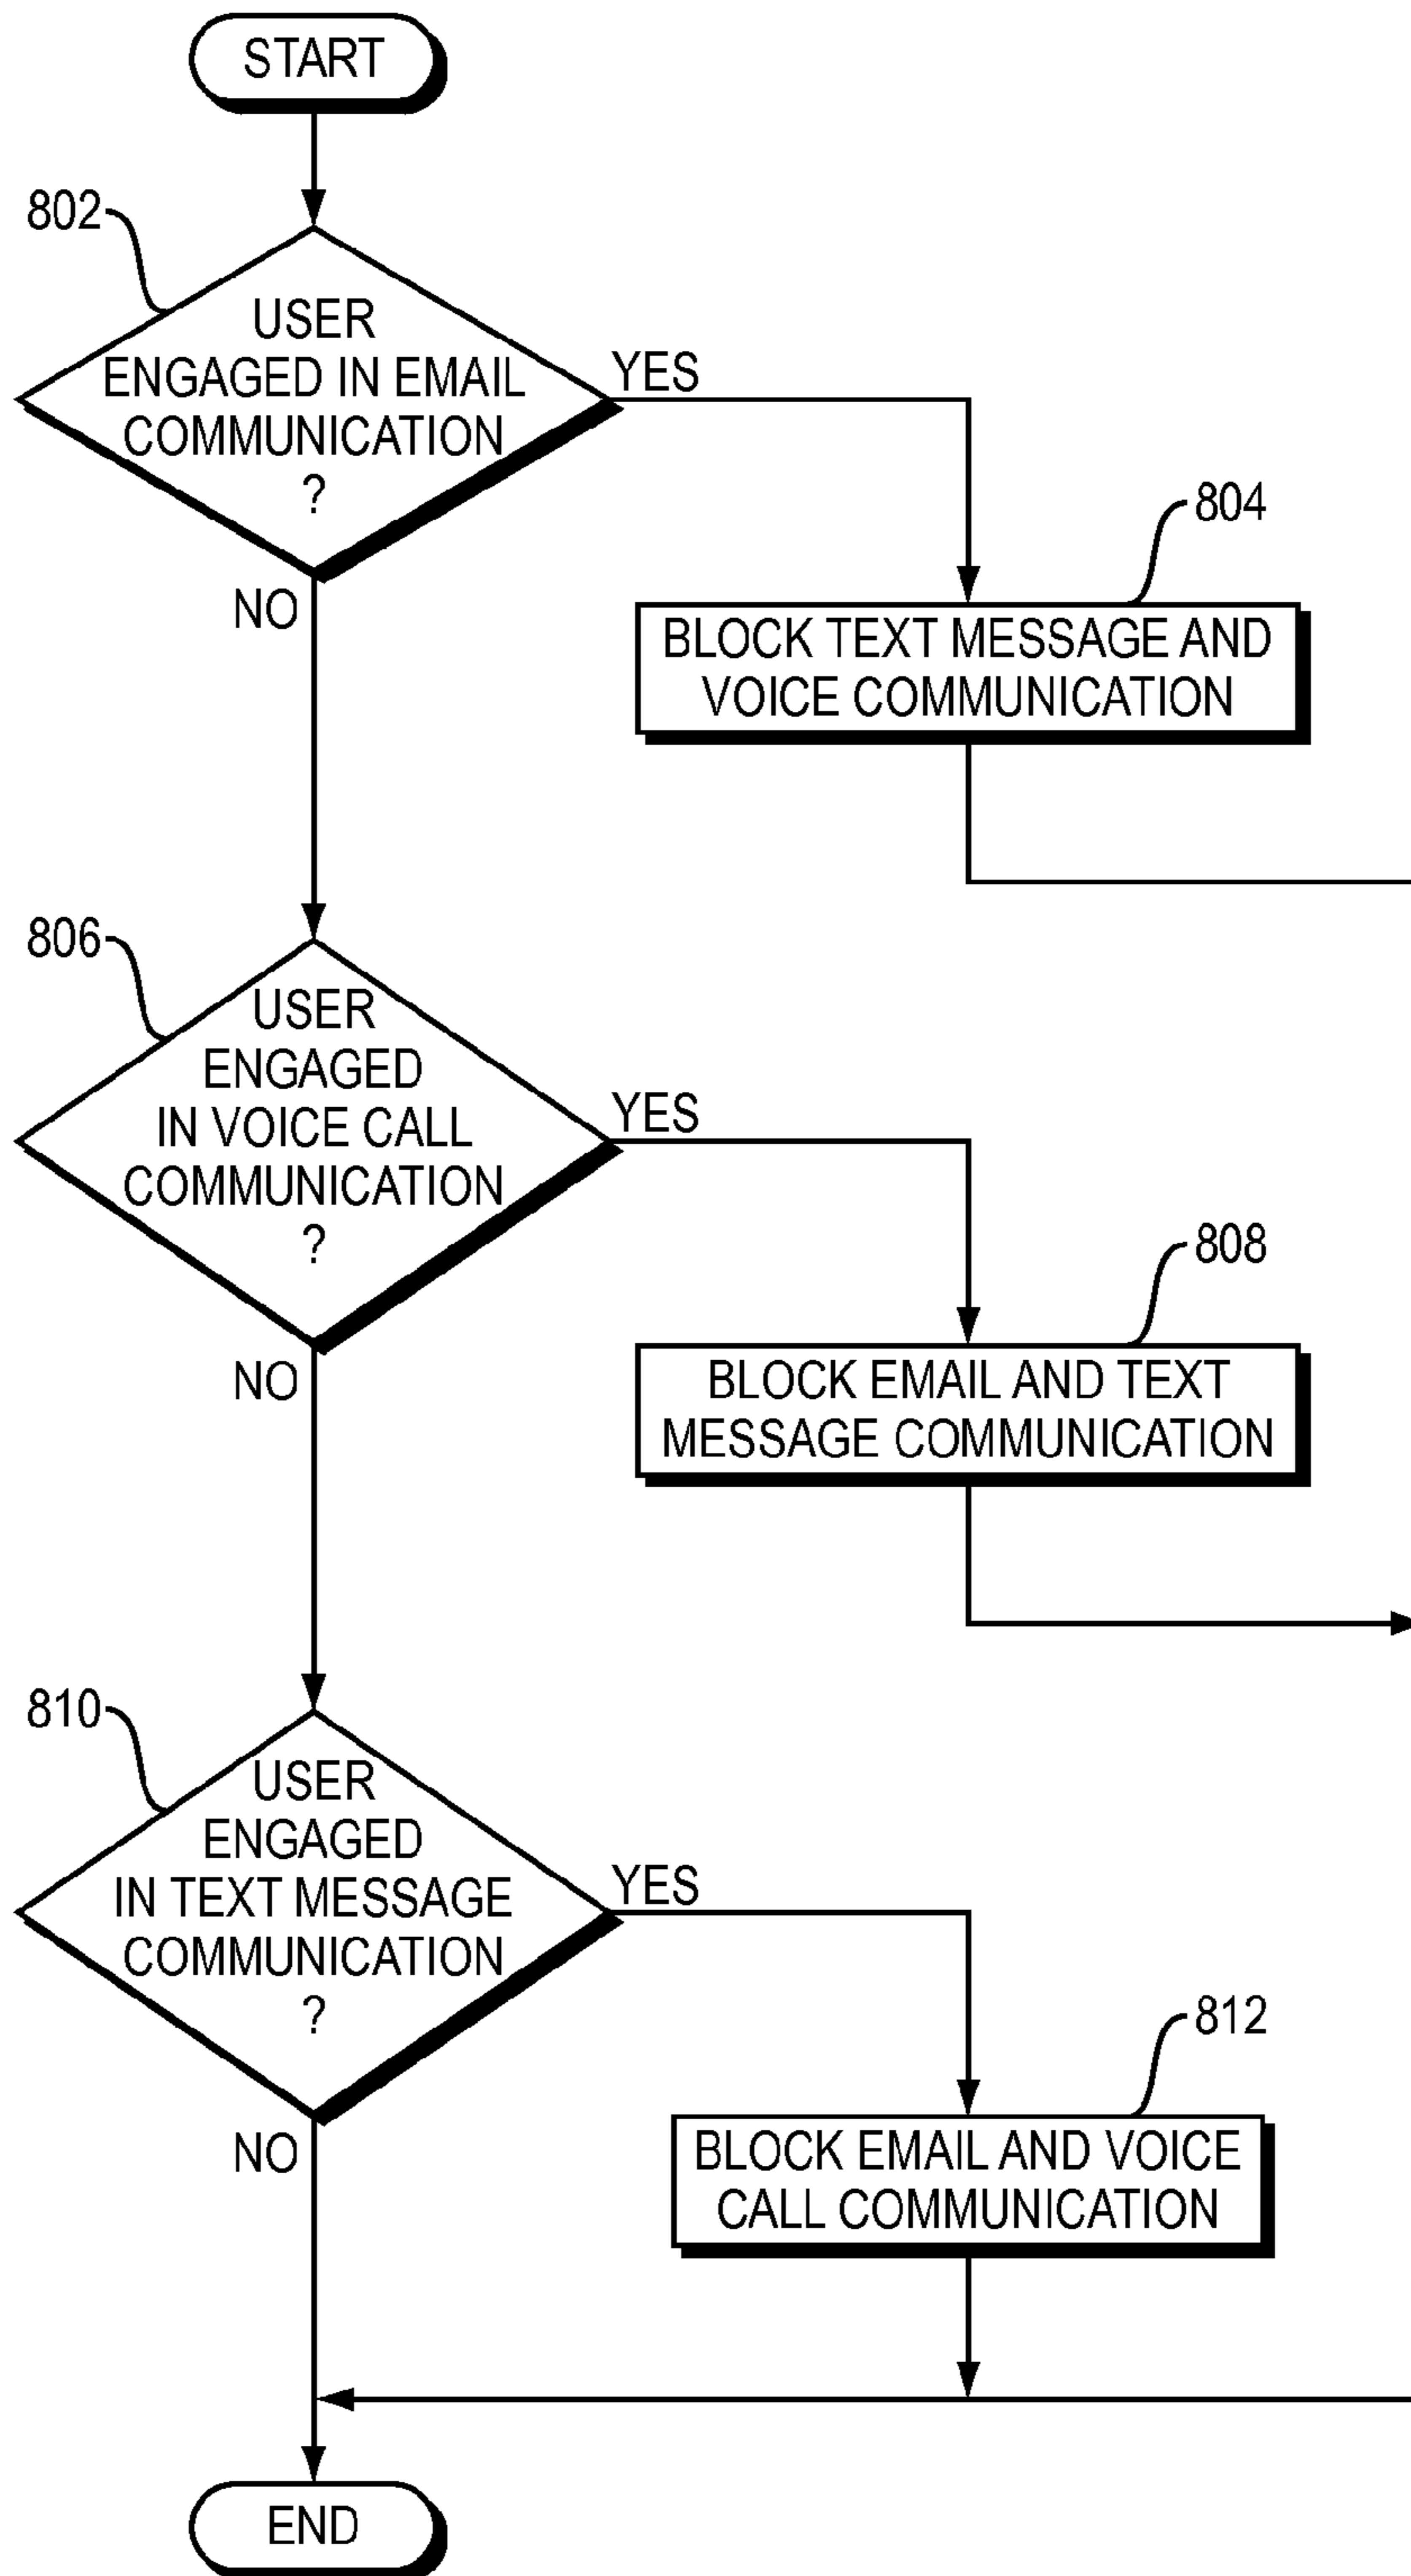 START
802
USER
ENGAGED IN EMAIL
COMMUNICATION
?
YES
NO
804
BLOCK TEXT MESSAGE AND
VOICE COMMUNICATION
806
USER
ENGAGED
IN VOICE CALL
COMMUNICATION
?
YES
NO
808
BLOCK EMAIL AND TEXT
MESSAGE COMMUNICATION
810
USER
ENGAGED
IN TEXT MESSAGE
COMMUNICATION
?
YES
NO
812
BLOCK EMAIL AND VOICE
CALL COMMUNICATION
END